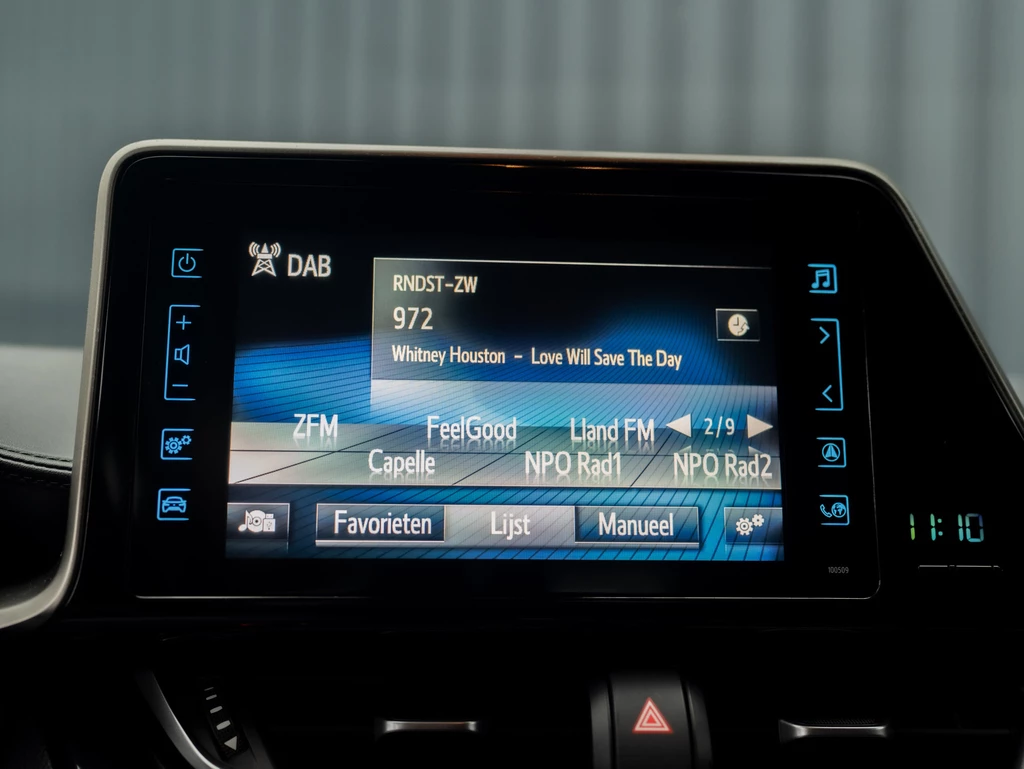 DAB
RNDST-ZW
972
Whitney Houston - Love Will Save The Day
ZFM FeelGood Lland FM 2/9
Capelle NPO Rad1 NPO Rad2
Favorieten Lijst Manueel
100509
11:10